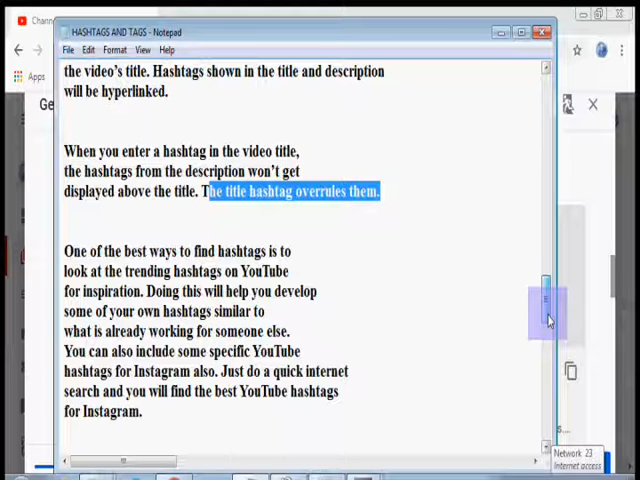 Chann
HASHTAGS AND TAGS - Notepad
File Edit Format View Help
Apps
Ge
the video's title. Hashtags shown in the title and description
will be hyperlinked.
When you enter a hashtag in the video title,
the hashtags from the description won't get
displayed above the title. The title hashtag overrules them.
One of the best ways to find hashtags is to
look at the trending hashtags on YouTube
for inspiration. Doing this will help you develop
some of your own hashtags similar to
what is already working for someone else.
You can also include some specific YouTube
hashtags for Instagram also. Just do a quick internet
search and you will find the best YouTube hashtags
for Instagram.
Network 23
Internet access